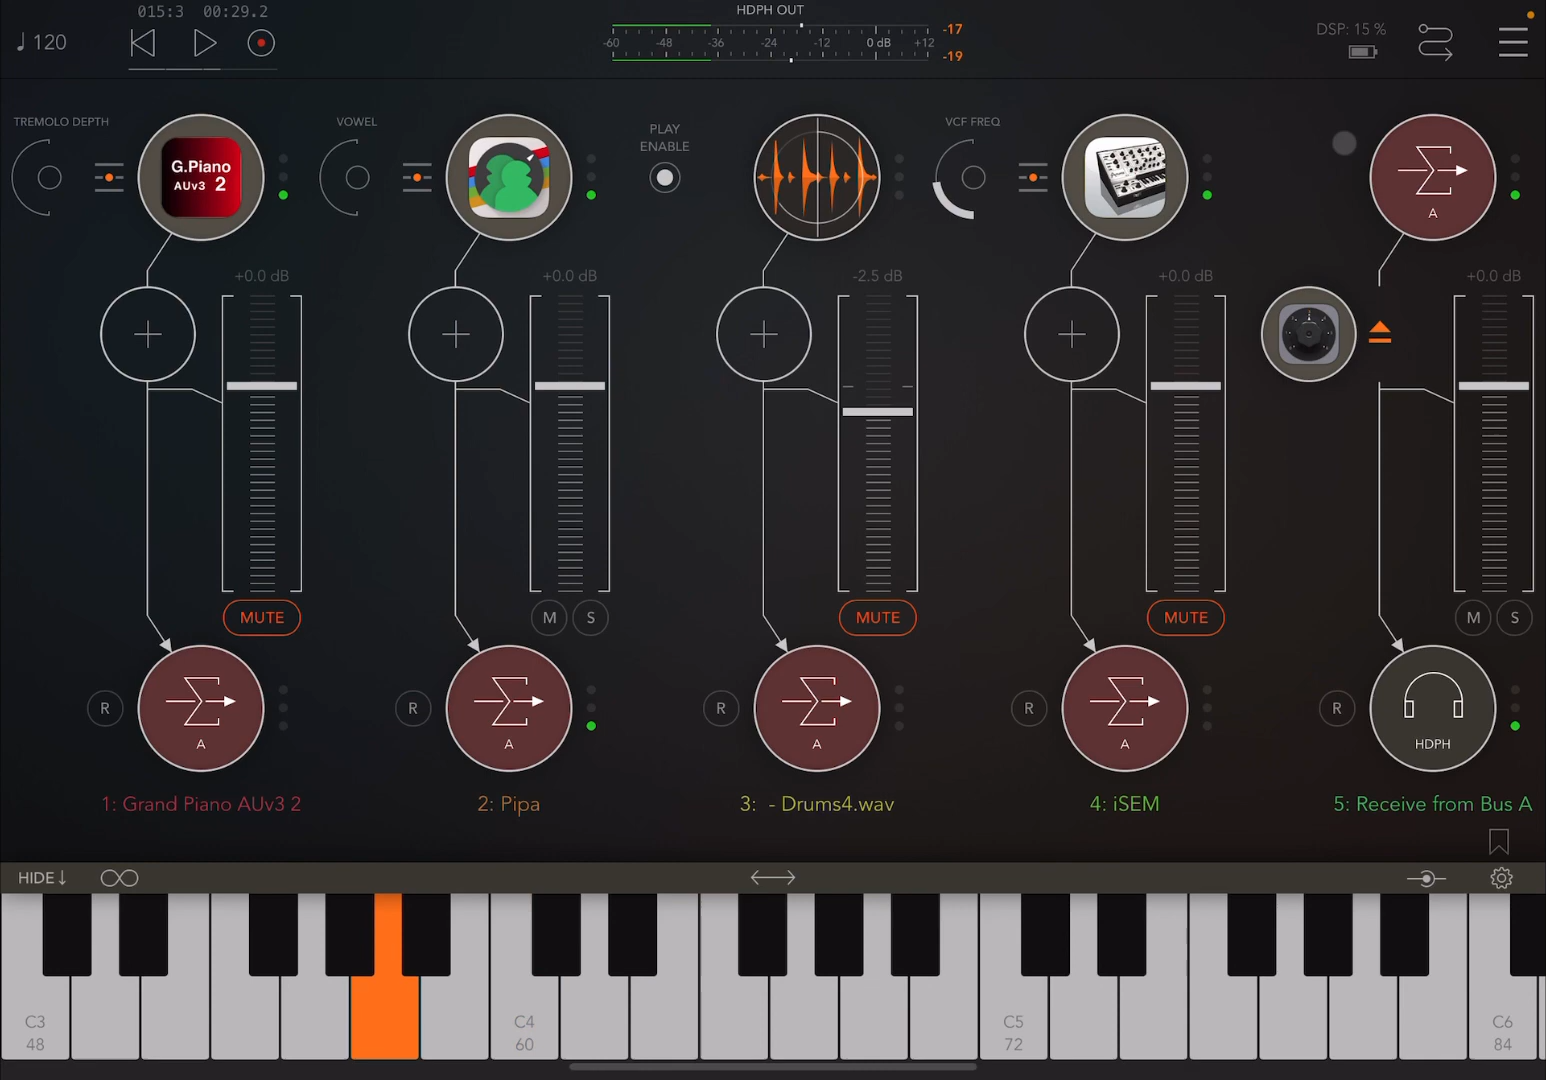 015:3 00:29.2
120
HDPH OUT
-17
-60 -48 -36 -24 -12 0 dB +12
-19
DSP: 15 %
TREMOLO DEPTH
VOWEL
PLAY
ENABLE
VCF FREQ
G.Piano
AUv3 2
A
+0.0 dB
+0.0 dB
-2.5 dB
+0.0 dB
+0.0 dB
MUTE
M S
MUTE
MUTE
M S
R
A
R
A
R
A
R
A
R
HDPH
1: Grand Piano AUv3 2
2: Pipa
3: - Drums4.wav
4: iSEM
5: Receive from Bus A
HIDE↓
C3
48
C4
60
C5
72
C6
84